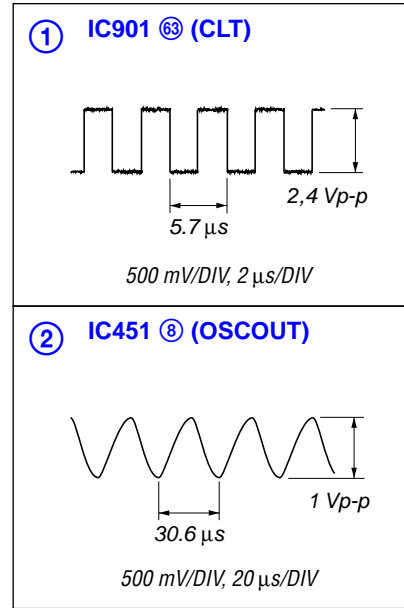 ① IC901 ㊿ (CLT)
2,4 Vp-p
5.7 µs
500 mV/DIV, 2 µs/DIV
② IC451 ⑧ (OSCOUT)
1 Vp-p
30.6 µs
500 mV/DIV, 20 µs/DIV